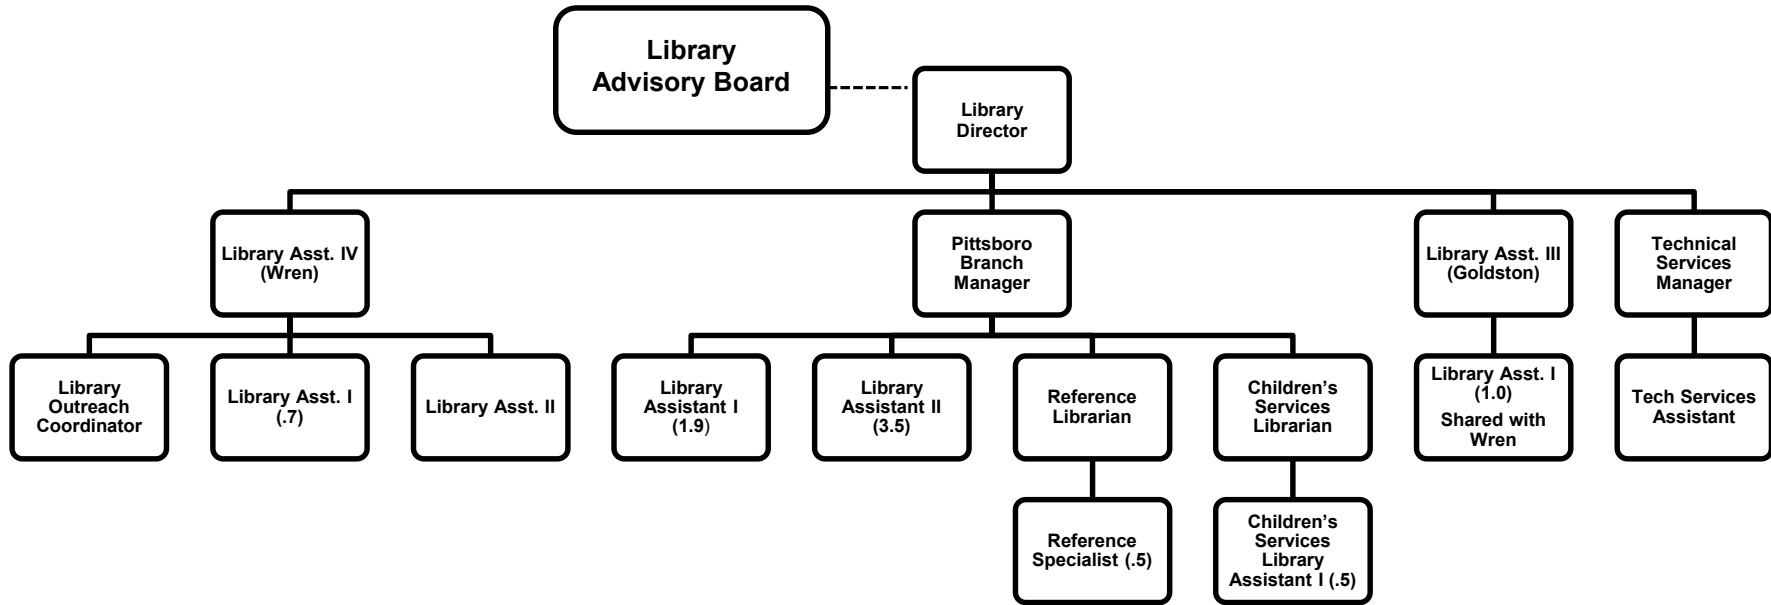 Library
Advisory Board
Library
Director
Library Asst. IV
(Wren)
Pittsboro
Branch
Manager
Library Asst. III
(Goldston)
Technical
Services
Manager
Library
Outreach
Coordinator
Library Asst. I
(.7)
Library Asst. II
Library
Assistant I
(1.9)
Library
Assistant II
(3.5)
Reference
Librarian
Children’s
Services
Librarian
Library Asst. I
(1.0)
Shared with
Wren
Tech Services
Assistant
Reference
Specialist (.5)
Children’s
Services
Library
Assistant I (.5)